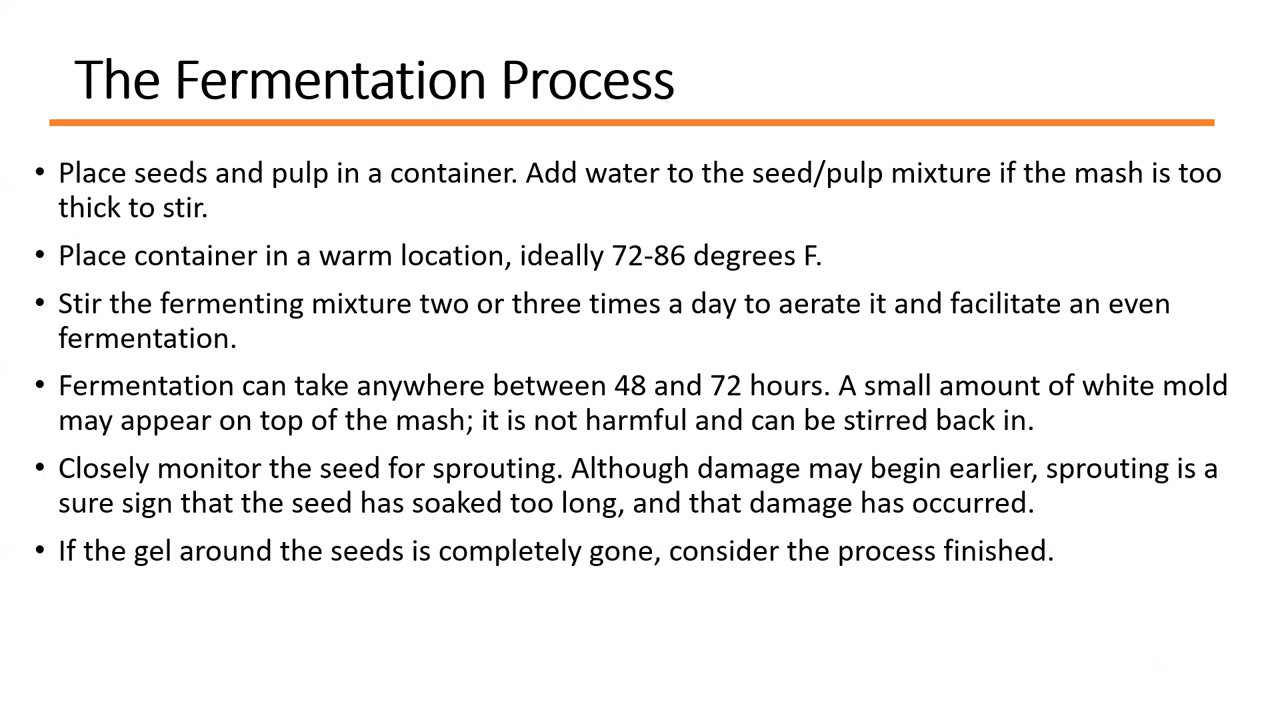 The Fermentation Process
• Place seeds and pulp in a container. Add water to the seed/pulp mixture if the mash is too
thick to stir.
• Place container in a warm location, ideally 72-86 degrees F.
• Stir the fermenting mixture two or three times a day to aerate it and facilitate an even
fermentation.
• Fermentation can take anywhere between 48 and 72 hours. A small amount of white mold
may appear on top of the mash; it is not harmful and can be stirred back in.
• Closely monitor the seed for sprouting. Although damage may begin earlier, sprouting is a
sure sign that the seed has soaked too long, and that damage has occurred.
• If the gel around the seeds is completely gone, consider the process finished.